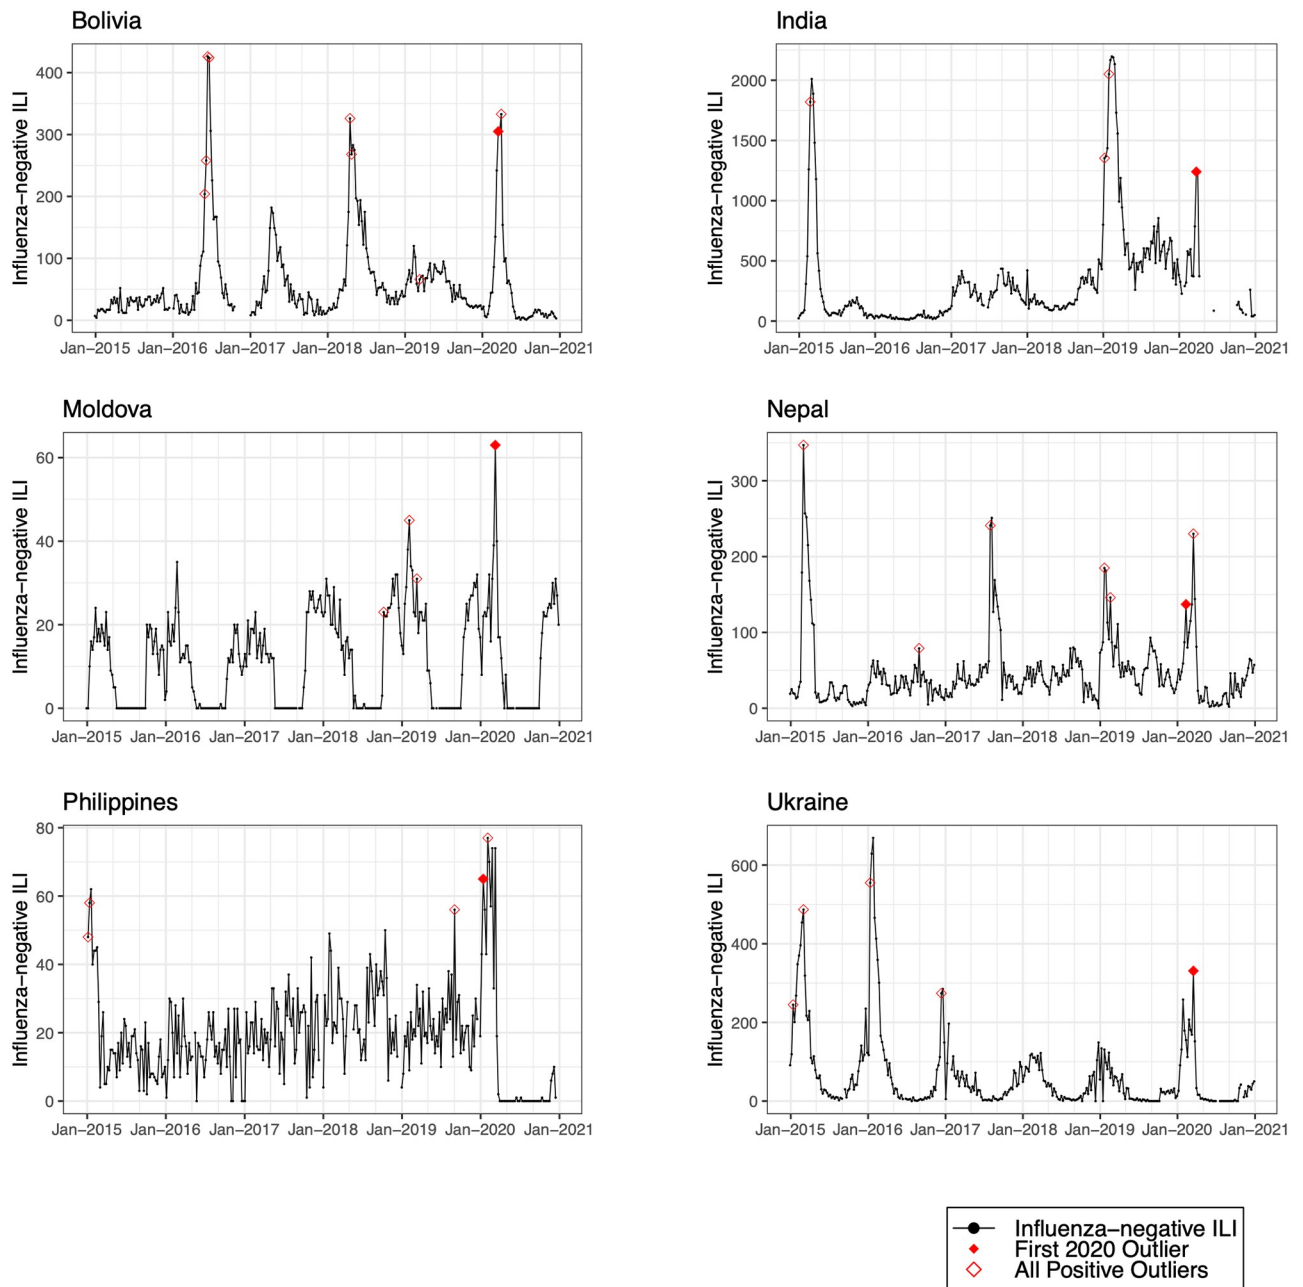 Bolivia
Influenza−negative ILI
400
300
200
100
0
Jan−2015 Jan−2016 Jan−2017 Jan−2018 Jan−2019 Jan−2020 Jan−2021
India
Influenza−negative ILI
2000
1500
1000
500
0
Jan−2015 Jan−2016 Jan−2017 Jan−2018 Jan−2019 Jan−2020 Jan−2021
Moldova
Influenza−negative ILI
60
40
20
0
Jan−2015 Jan−2016 Jan−2017 Jan−2018 Jan−2019 Jan−2020 Jan−2021
Nepal
Influenza−negative ILI
300
200
100
0
Jan−2015 Jan−2016 Jan−2017 Jan−2018 Jan−2019 Jan−2020 Jan−2021
Philippines
Influenza−negative ILI
80
60
40
20
0
Jan−2015 Jan−2016 Jan−2017 Jan−2018 Jan−2019 Jan−2020 Jan−2021
Ukraine
Influenza−negative ILI
600
400
200
0
Jan−2015 Jan−2016 Jan−2017 Jan−2018 Jan−2019 Jan−2020 Jan−2021
Influenza−negative ILI
First 2020 Outlier
All Positive Outliers